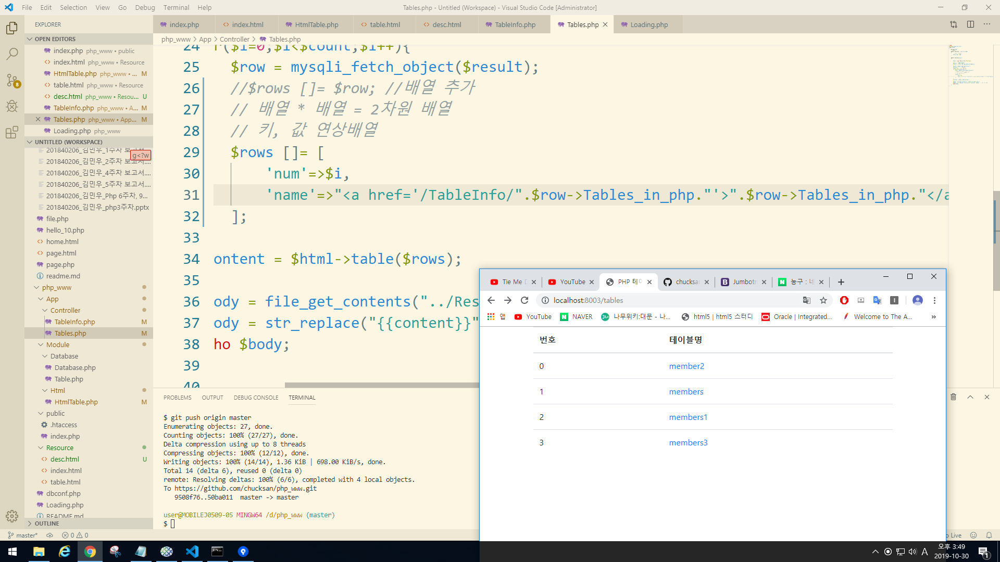 File Edit Selection View Go Debug Terminal Help
Tables.php - Untitled (Workspace) - Visual Studio Code [Administrator]
EXPLORER
index.php
index.html
HtmlTable.php
table.html
desc.html
TableInfo.php
Tables.php
Loading.php
OPEN EDITORS
index.php php_www • public
index.html php_www • Resource
HtmlTable.php php_www • ... M
table.html php_www • Resource
desc.html php_www • Resou... U
TableInfo.php php_www • A... M
Tables.php php_www • App... M
Loading.php php_www
UNTITLED (WORKSPACE)
201840206_김민우_1주차 보고서
g<?w
201840206_김민우_2주차 보고서....
201840206_김민우_4주차 보고서....
201840206_김민우_5주차 보고서....
201840206_김민우_Php 6주차, 9...
201840206_김민우_php3주차.pptx
file.php
hello_10.php
home.html
page.html
page.php
readme.md
php_www
App
Controller
TableInfo.php M
Tables.php M
Module
Database
Database.php
Table.php
Html
HtmlTable.php M
public
.htaccess
index.php
Resource
desc.html U
index.html
table.html
dbconf.php
Loading.php
README.md
OUTLINE
php_www > App > Controller > Tables.php
24 r($i=0;$i<$count;$i++){
25 $row = mysqli_fetch_object($result);
26 //$rows []= $row; //배열 추가
27 // 배열 * 배열 = 2차원 배열
28 // 키, 값 연상배열
29 $rows []= [
30 'num'=>$i,
31 'name'=>"<a href='/TableInfo/".$row->Tables_in_php."'>".$row->Tables_in_php."</a
32 ];
33
34 ontent = $html->table($rows);
35
36 ody = file_get_contents("../Res
37 ody = str_replace("{{content}}"
38 ho $body;
39
40
PROBLEMS OUTPUT DEBUG CONSOLE TERMINAL
$ git push origin master
Enumerating objects: 27, done.
Counting objects: 100% (27/27), done.
Delta compression using up to 8 threads
Compressing objects: 100% (12/12), done.
Writing objects: 100% (14/14), 1.36 KiB | 698.00 KiB/s, done.
Total 14 (delta 6), reused 0 (delta 0)
remote: Resolving deltas: 100% (6/6), completed with 4 local objects.
To https://github.com/chucksan/php_www.git
9508f76..50ba011 master -> master
user@MOBILEJ0509-05 MINGW64 /d/php_www (master)
$
Tie Me
YouTube
PHP 테이
chucksa
Jumbotr
농구 : 네
localhost:8003/tables
앱
YouTube
NAVER
나무위키:대문 - 나...
html5 | html5 스터디
Oracle | Integrated...
Welcome to The A...
»
번호 테이블명
0 member2
1 members
2 members1
3 members3
8
master* 0 0
Live
A
오후 3:49
2019-10-30
1